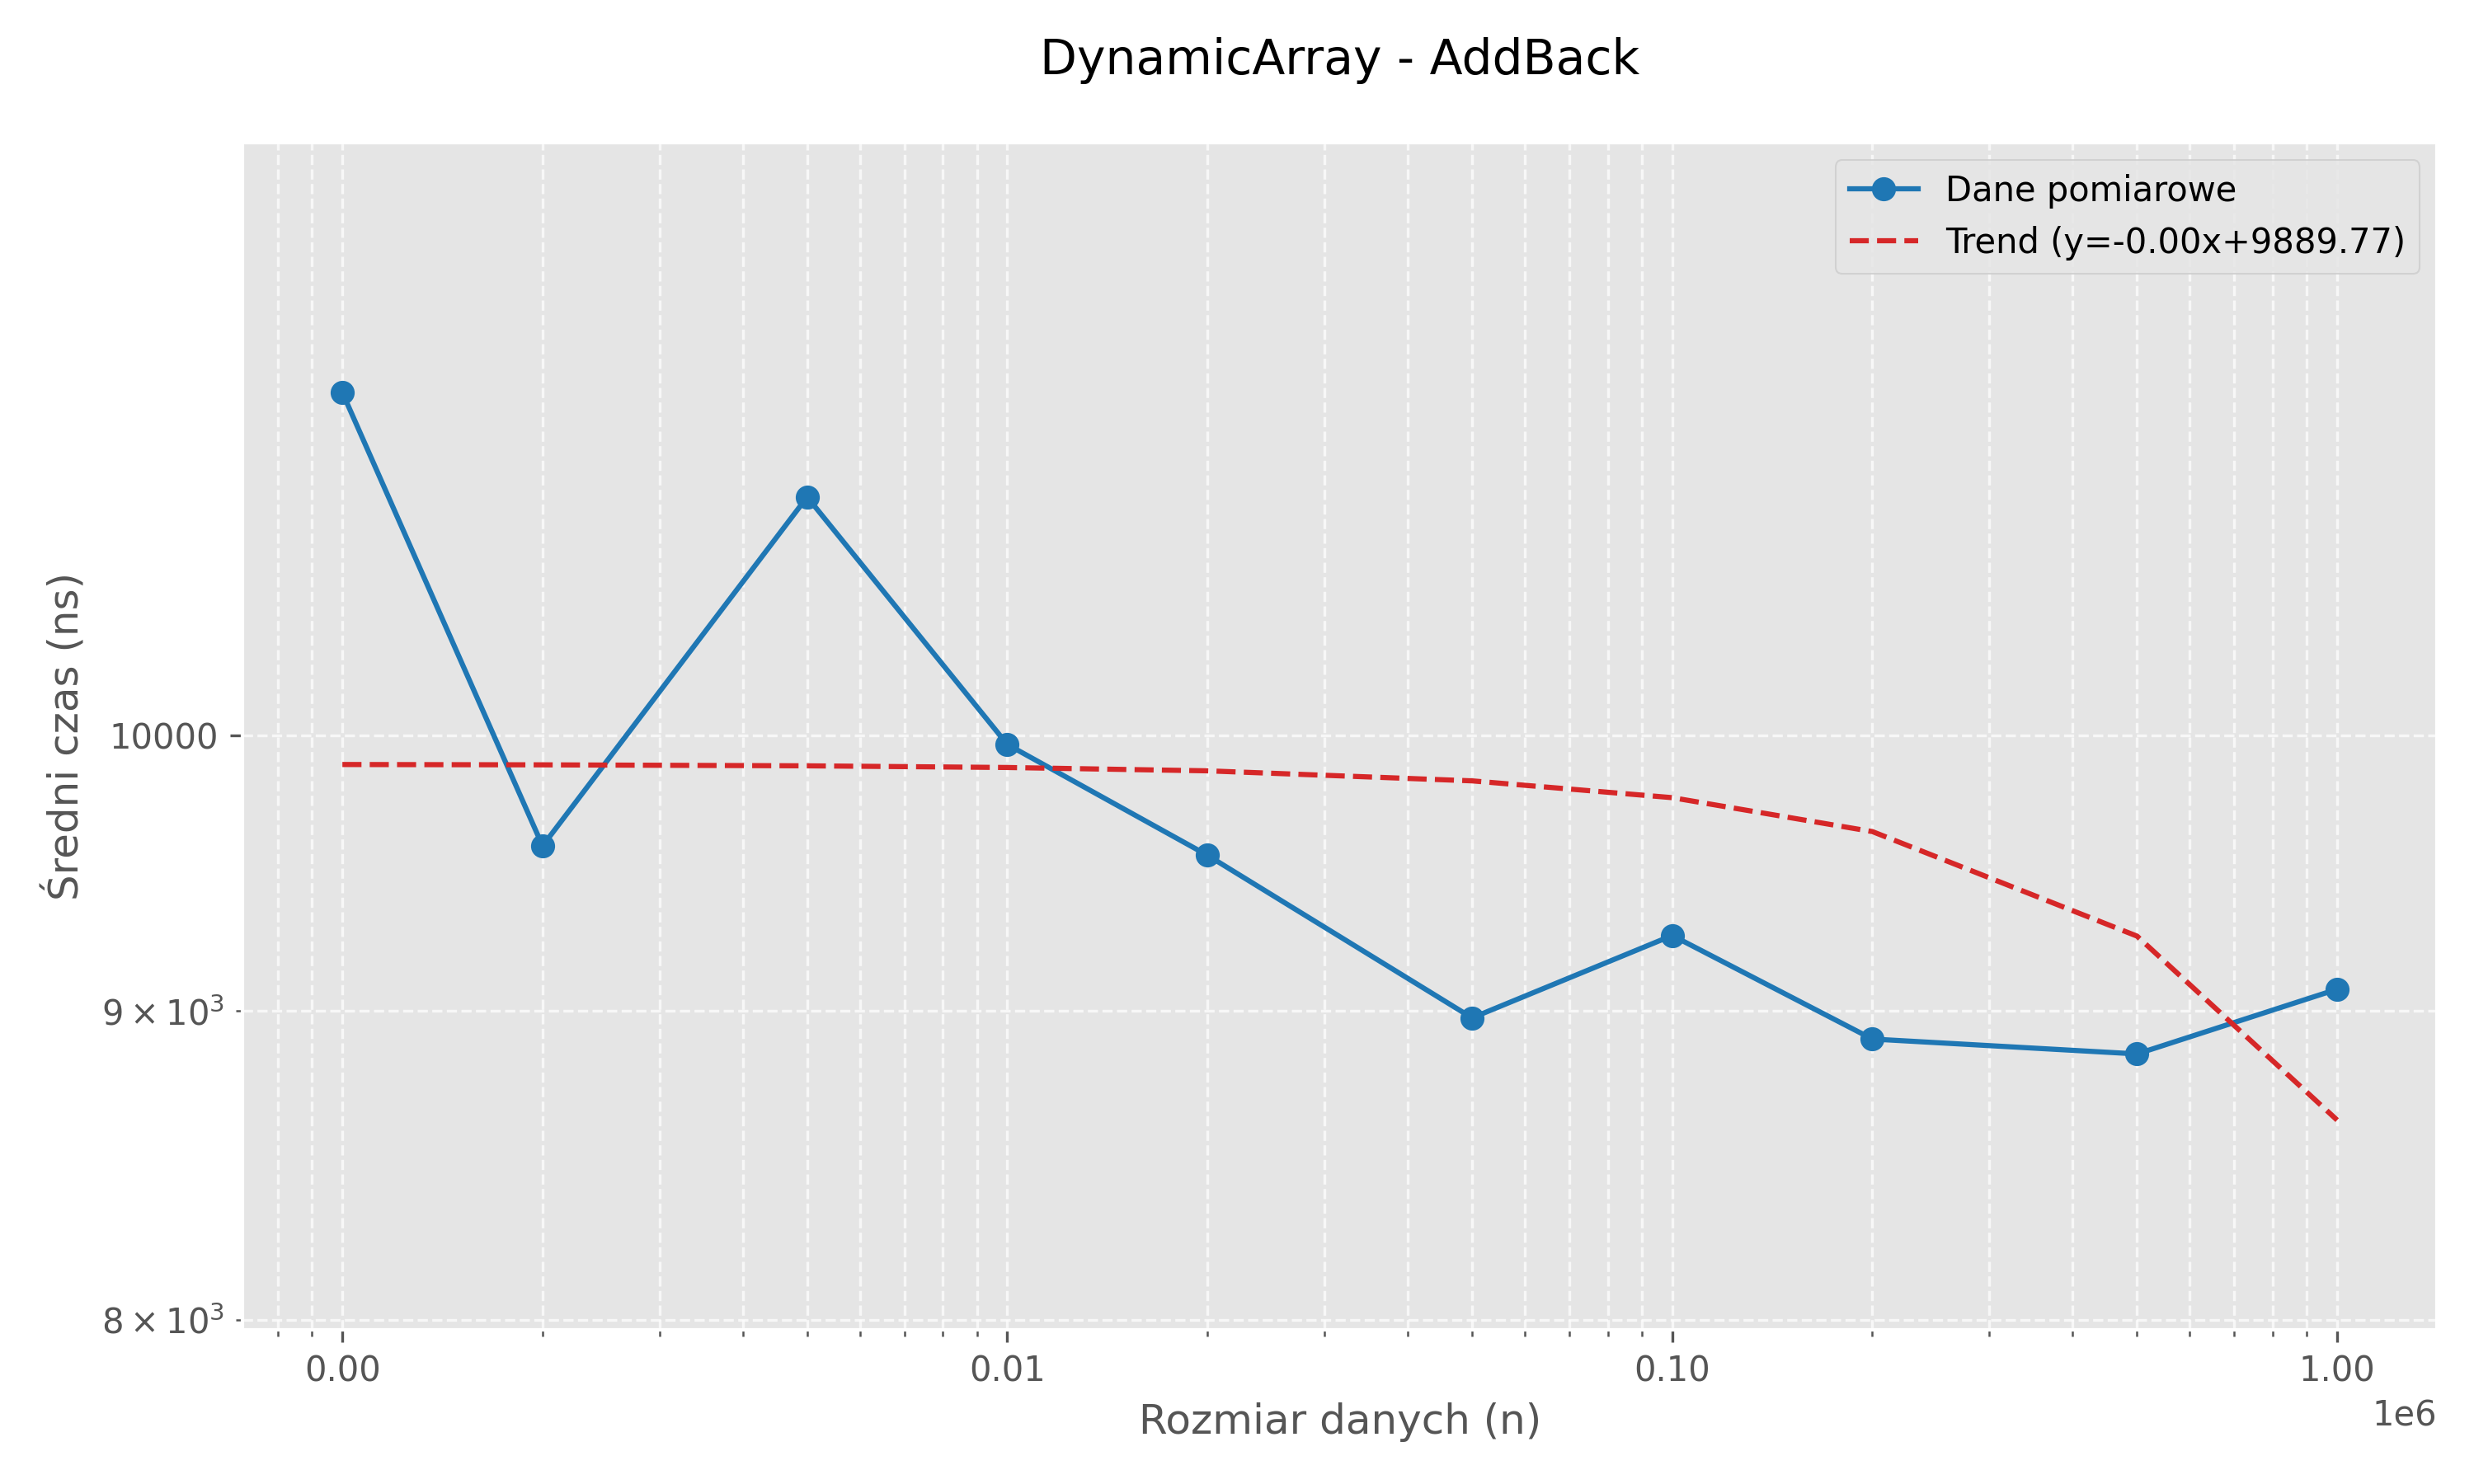 DynamicArray - AddBack
Dane pomiarowe
Trend (y=-0.00x+9889.77)
Średni czas (ns)
10000
9 × 10³
8 × 10³
0.00 0.01 0.10 1.00
1e6
Rozmiar danych (n)